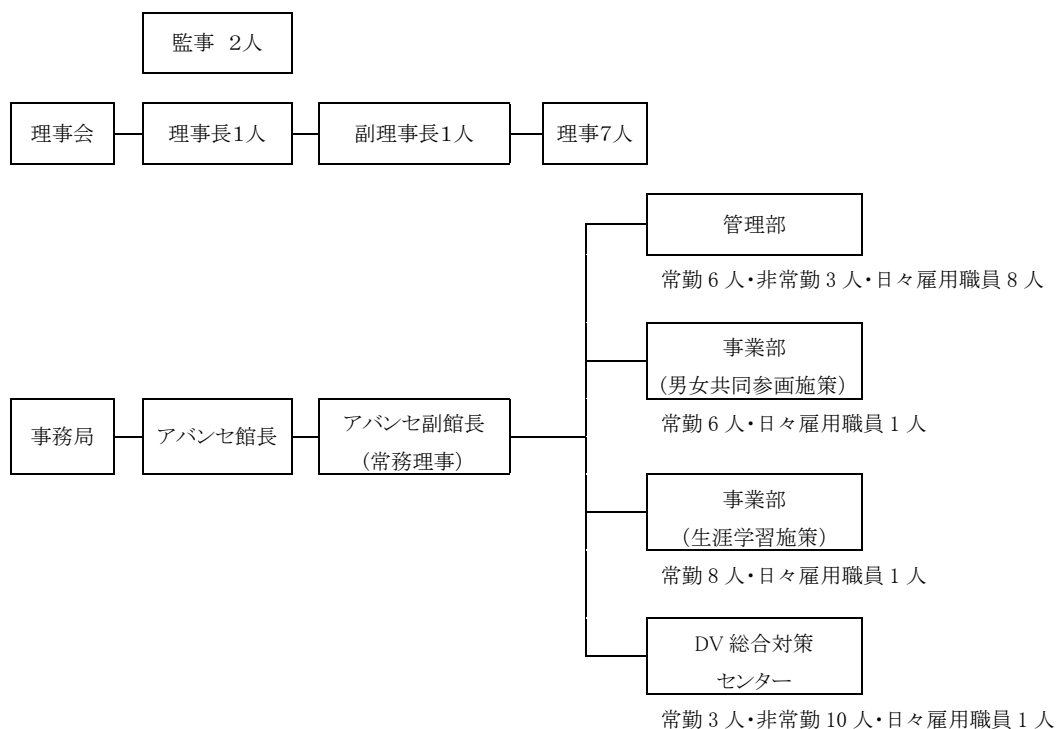 監事 2人
理事会
理事長1人
副理事長1人
理事7人
管理部
常勤 6 人・非常勤 3 人・日々雇用職員 8 人
事業部
(男女共同参画施策)
常勤 6 人・日々雇用職員 1 人
事務局
アバンセ館長
アバンセ副館長
(常務理事)
事業部
(生涯学習施策)
常勤 8 人・日々雇用職員 1 人
DV 総合対策
センター
常勤 3 人・非常勤 10 人・日々雇用職員 1 人